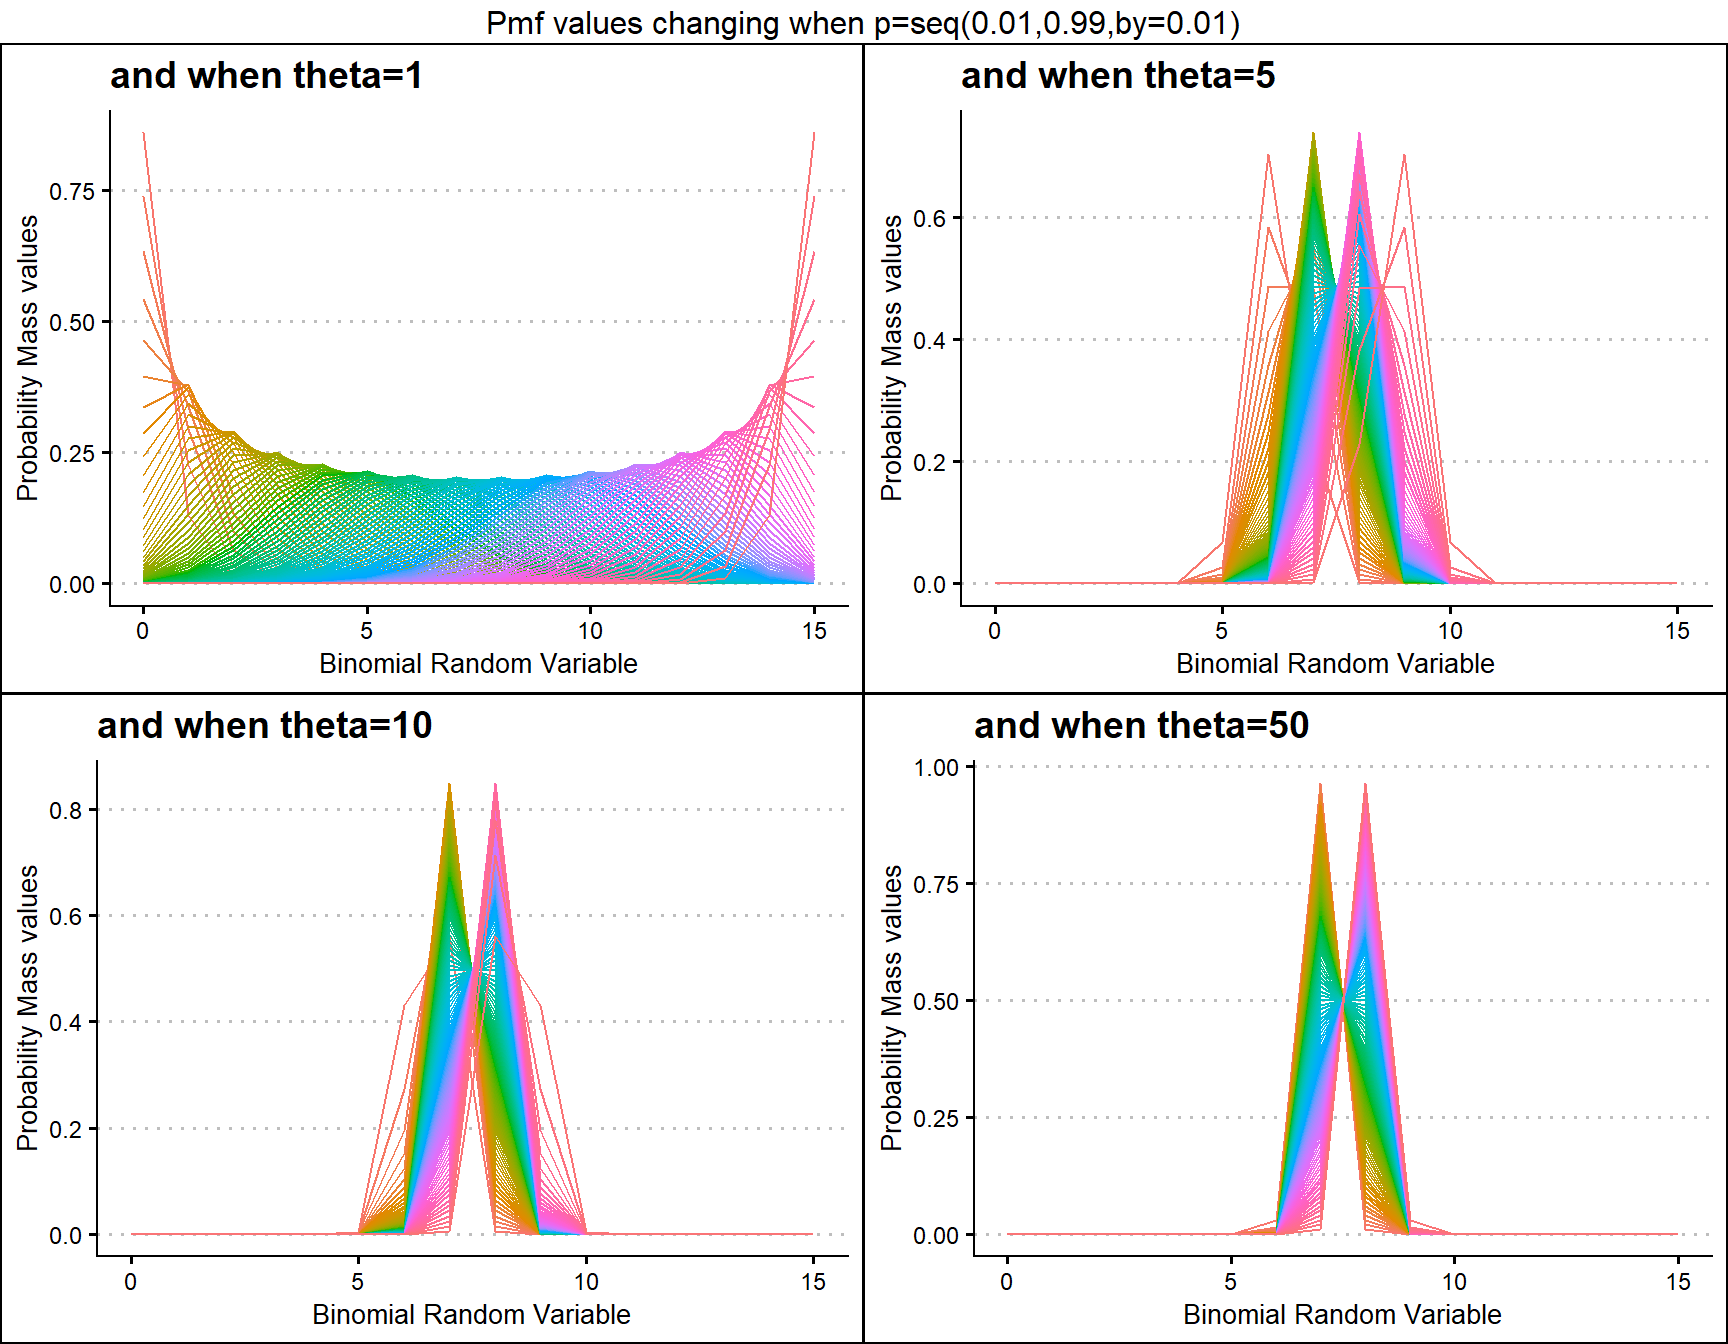 Pmf values changing when p=seq(0.01,0.99,by=0.01)
and when theta=1
Probability Mass values
0.75
0.50
0.25
0.00
0 5 10 15
Binomial Random Variable
and when theta=5
Probability Mass values
0.6
0.4
0.2
0.0
0 5 10 15
Binomial Random Variable
and when theta=10
Probability Mass values
0.8
0.6
0.4
0.2
0.0
0 5 10 15
Binomial Random Variable
and when theta=50
Probability Mass values
1.00
0.75
0.50
0.25
0.00
0 5 10 15
Binomial Random Variable